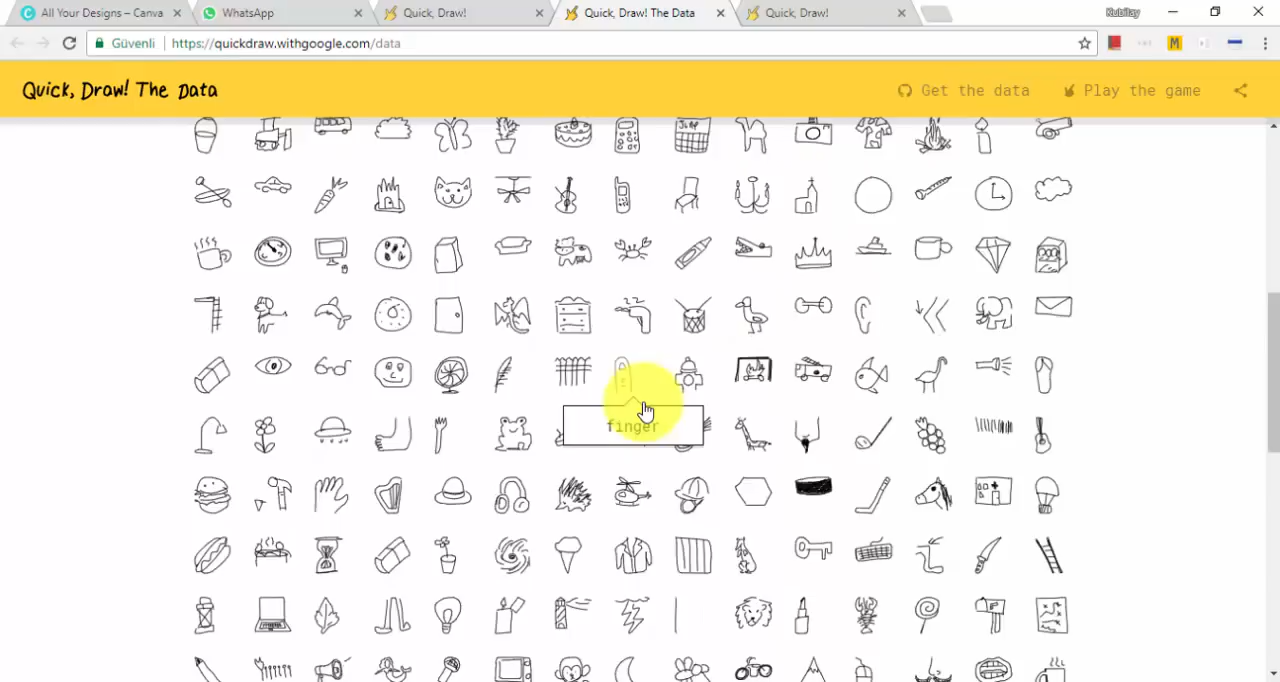 All Your Designs – Canva
WhatsApp
Quick, Draw!
Quick, Draw! The Data
Quick, Draw!
Kubilay
Güvenli
https://quickdraw.withgoogle.com/data
M
Quick, Draw! The Data
Get the data
Play the game
finger